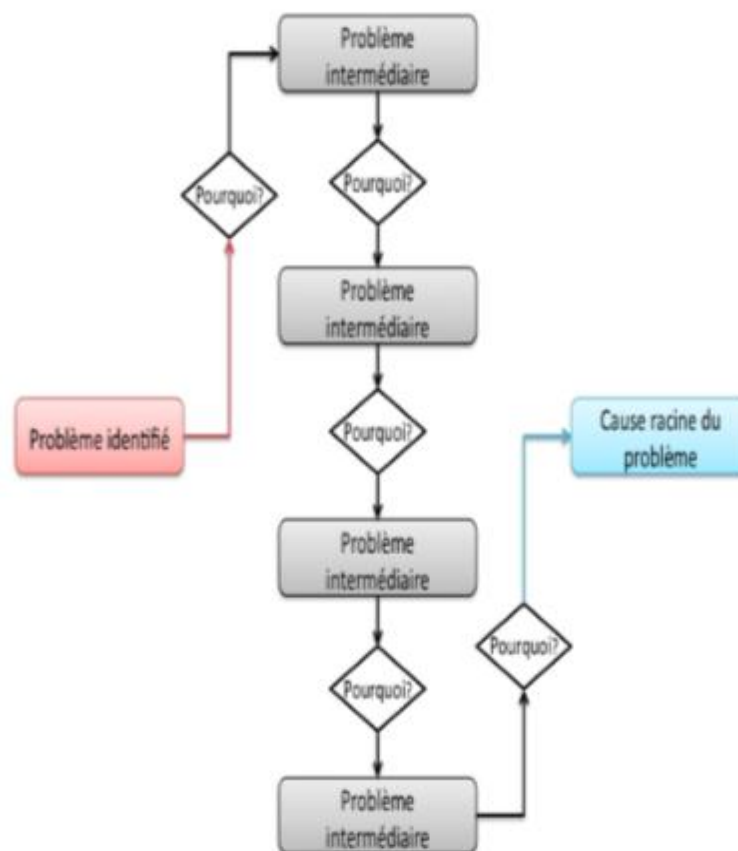 Problème
intermédiaire
Pourquoi?
Pourquoi?
Problème
intermédiaire
Problème identifié
Pourquoi?
Cause racine du
problème
Problème
intermédiaire
Pourquoi?
Pourquoi?
Problème
intermédiaire